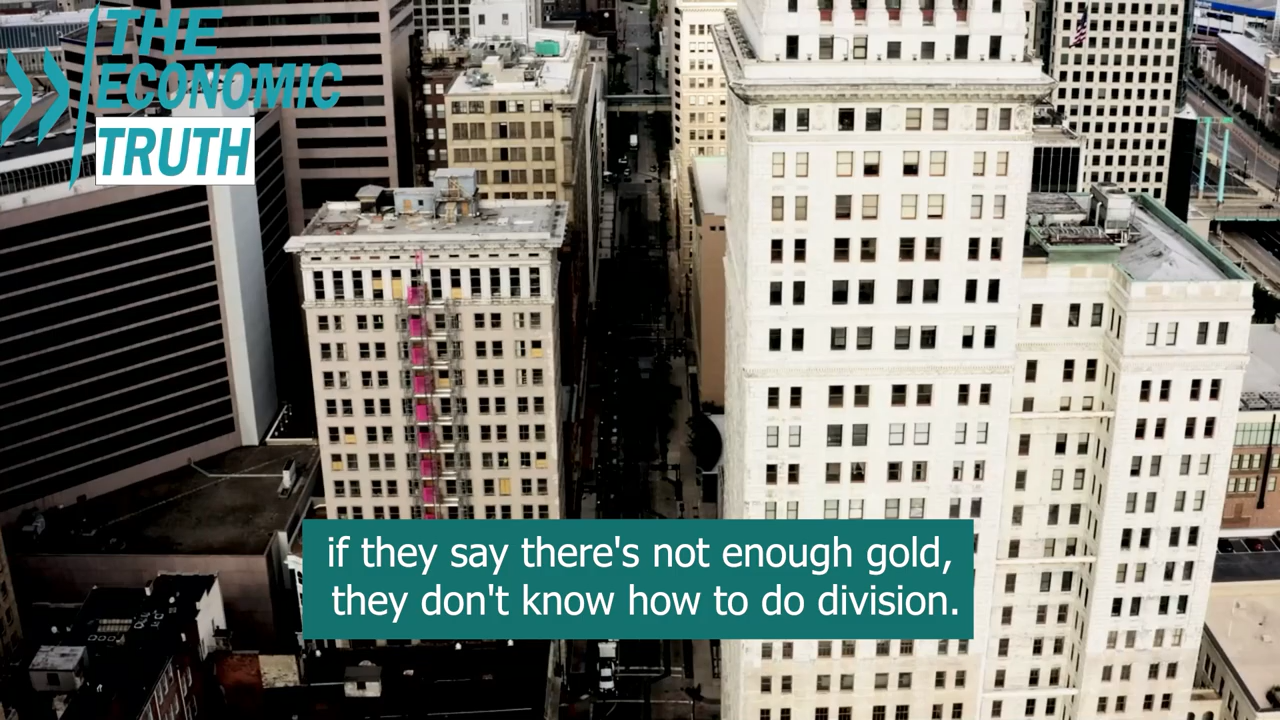 THE
ECONOMIC
TRUTH
if they say there's not enough gold,
they don't know how to do division.